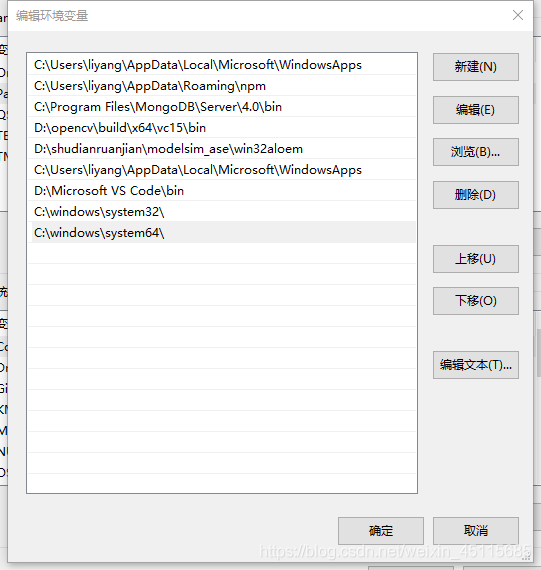 编辑环境变量
C:\Users\liyang\AppData\Local\Microsoft\WindowsApps
C:\Users\liyang\AppData\Roaming\npm
C:\Program Files\MongoDB\Server\4.0\bin
D:\opencv\build\x64\vc15\bin
D:\shudianruanjian\modelsim_ase\win32aloem
C:\Users\liyang\AppData\Local\Microsoft\WindowsApps
D:\Microsoft VS Code\bin
C:\windows\system32\
C:\windows\system64\
新建(N)
编辑(E)
浏览(B)...
删除(D)
上移(U)
下移(O)
编辑文本(T)...
确定
取消
https://blog.csdn.net/weixin_45115685